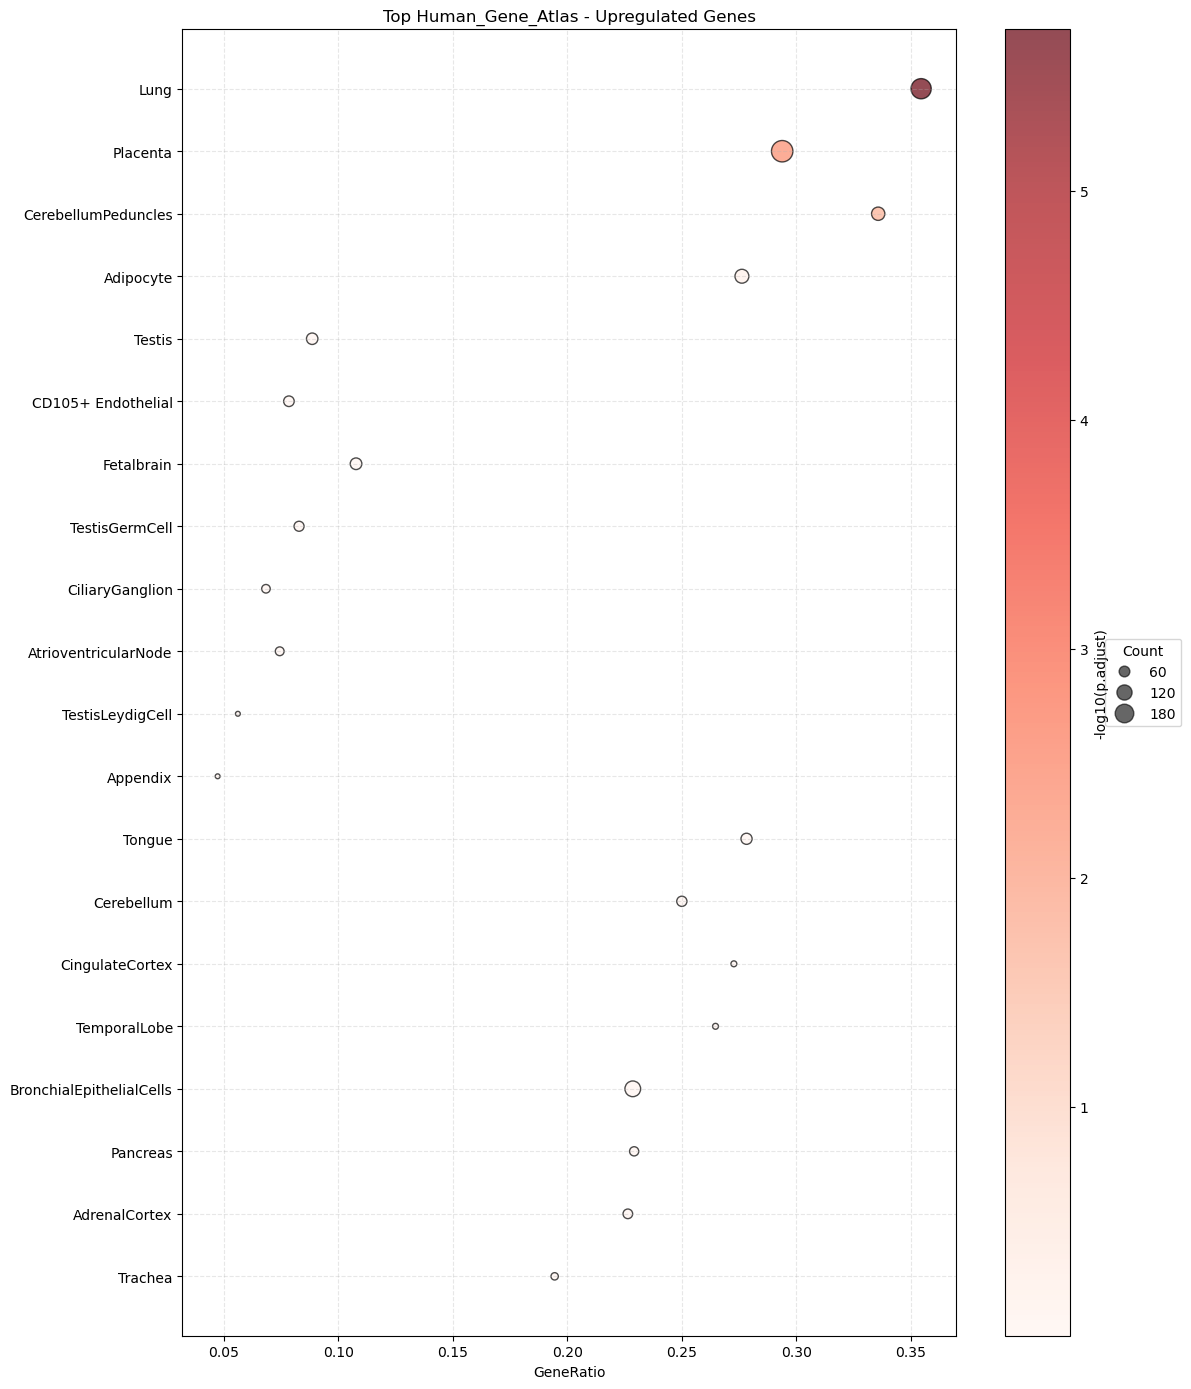 Top Human_Gene_Atlas - Upregulated Genes
Lung
Placenta
CerebellumPeduncles
Adipocyte
Testis
CD105+ Endothelial
Fetalbrain
TestisGermCell
CiliaryGanglion
AtrioventricularNode
TestisLeydigCell
Appendix
Tongue
Cerebellum
CingulateCortex
TemporalLobe
BronchialEpithelialCells
Pancreas
AdrenalCortex
Trachea
0.05 0.10 0.15 0.20 0.25 0.30 0.35
GeneRatio
5
4
3
2
1
-log10(p.adjust)
Count
60
120
180